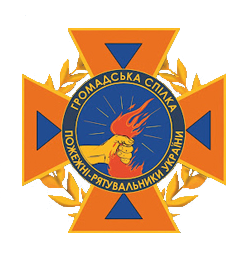 ГРОМАДСЬКА СПІЛКА
ПОЖЕЖНІ-РЯТУВАЛЬНИКИ УКРАЇНИ